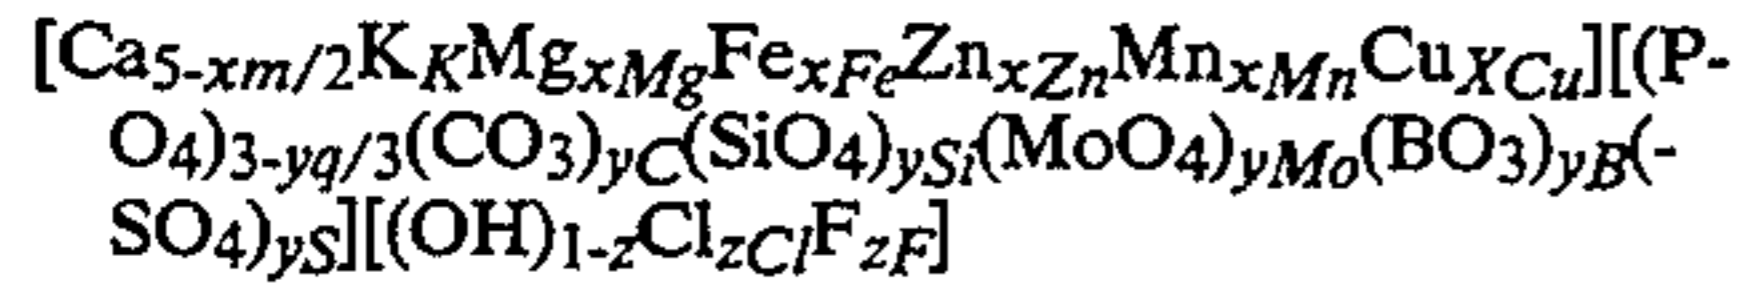 [Ca5-xm/2KKMgxMgFexFeZnxZnMnxMnCuXCu][(P-
O4)3-yq/3(CO3)yC(SiO4)ySi(MoO4)yMo(BO3)yB(-
SO4)yS][(OH)1-zClzClFzF]